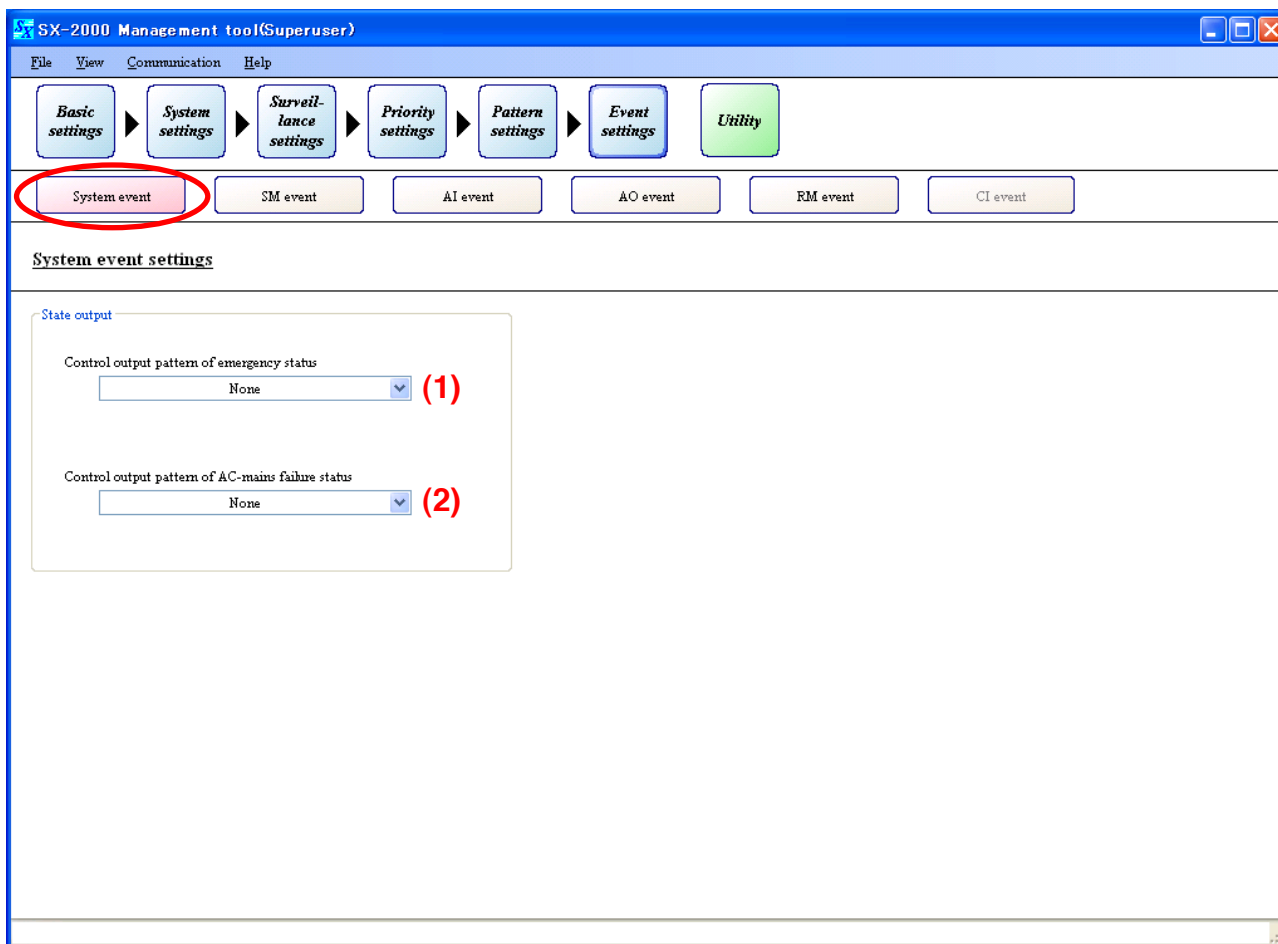 SX SX-2000 Management tool(Superuser)
File View Communication Help
Basic settings
System settings
Surveil-
lance
settings
Priority settings
Pattern settings
Event settings
Utility
System event SM event AI event AO event RM event CI event
System event settings
State output
Control output pattern of emergency status
None (1)
Control output pattern of AC-mains failure status
None (2)